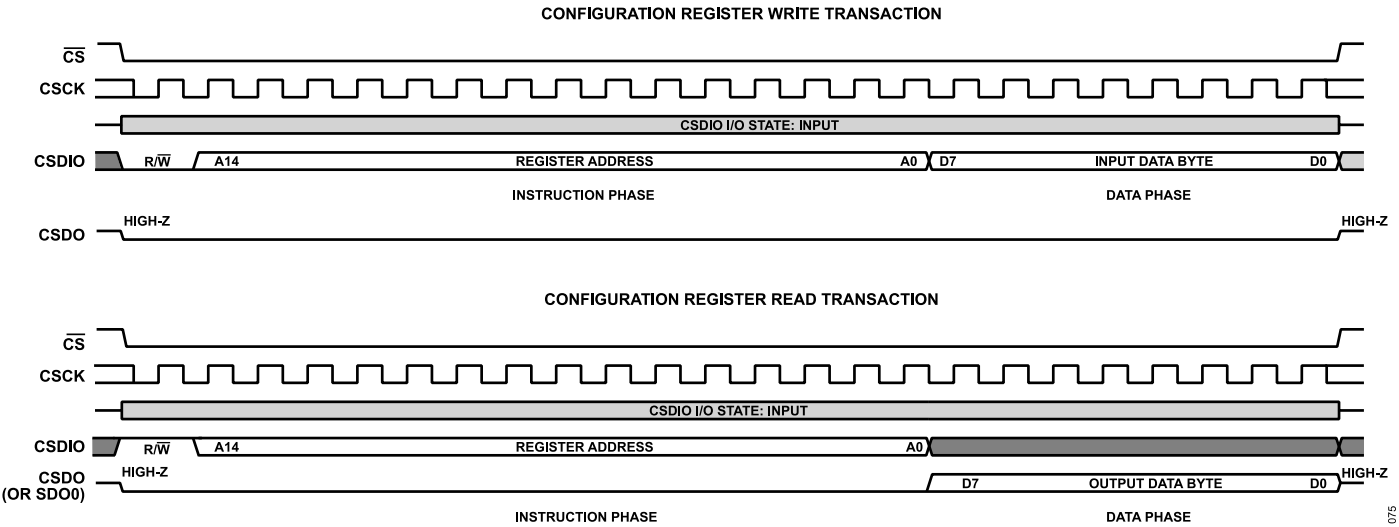 CONFIGURATION REGISTER WRITE TRANSACTION
CS
CSCK
CSDIO I/O STATE: INPUT
CSDIO R/W A14 REGISTER ADDRESS A0 D7 INPUT DATA BYTE D0
INSTRUCTION PHASE DATA PHASE
HIGH-Z HIGH-Z
CSDO
CONFIGURATION REGISTER READ TRANSACTION
CS
CSCK
CSDIO I/O STATE: INPUT
CSDIO R/W A14 REGISTER ADDRESS A0
HIGH-Z HIGH-Z
CSDO
(OR SDO0) D7 OUTPUT DATA BYTE D0
INSTRUCTION PHASE DATA PHASE
075